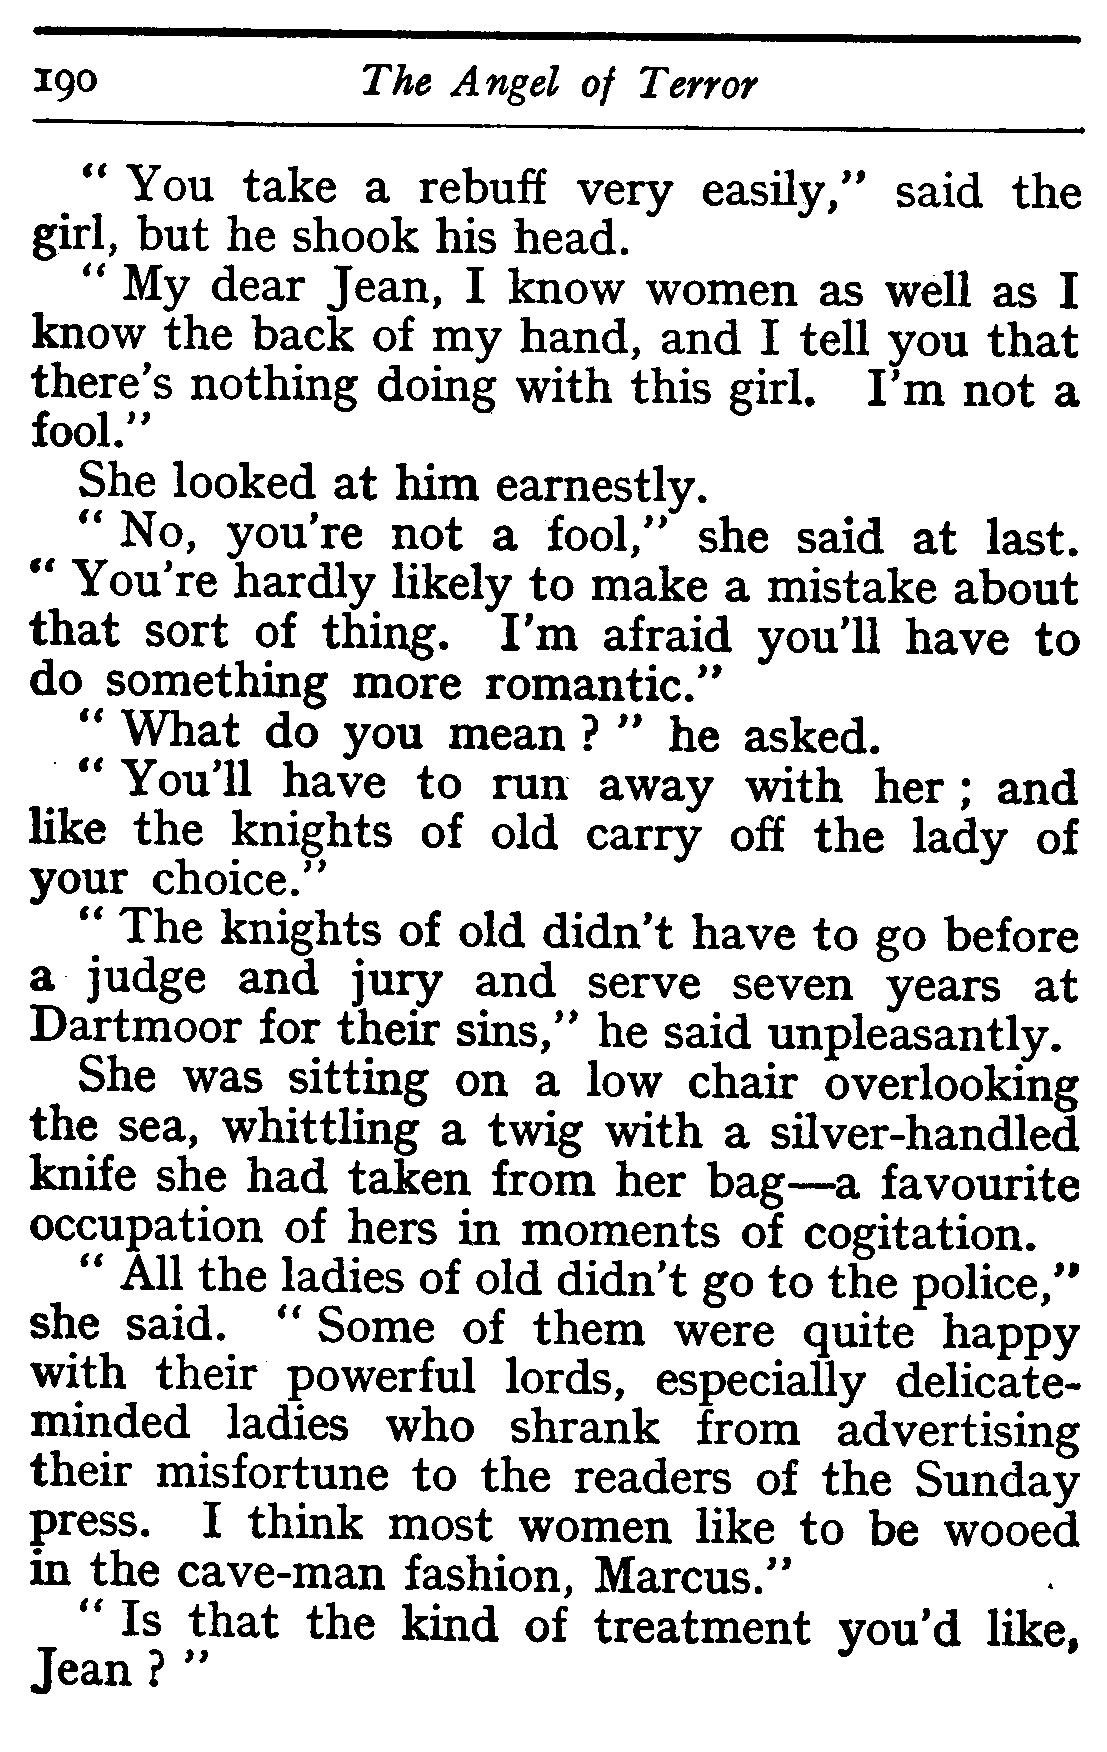 190 The Angel of Terror
“ You take a rebuff very easily,” said the
girl, but he shook his head.
“ My dear Jean, I know women as well as I
know the back of my hand, and I tell you that
there's nothing doing with this girl. I'm not a
fool.”
She looked at him earnestly.
“ No, you're not a fool,” she said at last.
“ You're hardly likely to make a mistake about
that sort of thing. I'm afraid you'll have to
do something more romantic.”
“ What do you mean ? ” he asked.
“ You'll have to run away with her ; and
like the knights of old carry off the lady of
your choice.”
“ The knights of old didn't have to go before
a judge and jury and serve seven years at
Dartmoor for their sins,” he said unpleasantly.
She was sitting on a low chair overlooking
the sea, whittling a twig with a silver-handled
knife she had taken from her bag—a favourite
occupation of hers in moments of cogitation.
“ All the ladies of old didn't go to the police,”
she said. “ Some of them were quite happy
with their powerful lords, especially delicate-
minded ladies who shrank from advertising
their misfortune to the readers of the Sunday
press. I think most women like to be wooed
in the cave-man fashion, Marcus.”
“ Is that the kind of treatment you'd like,
Jean ? ”